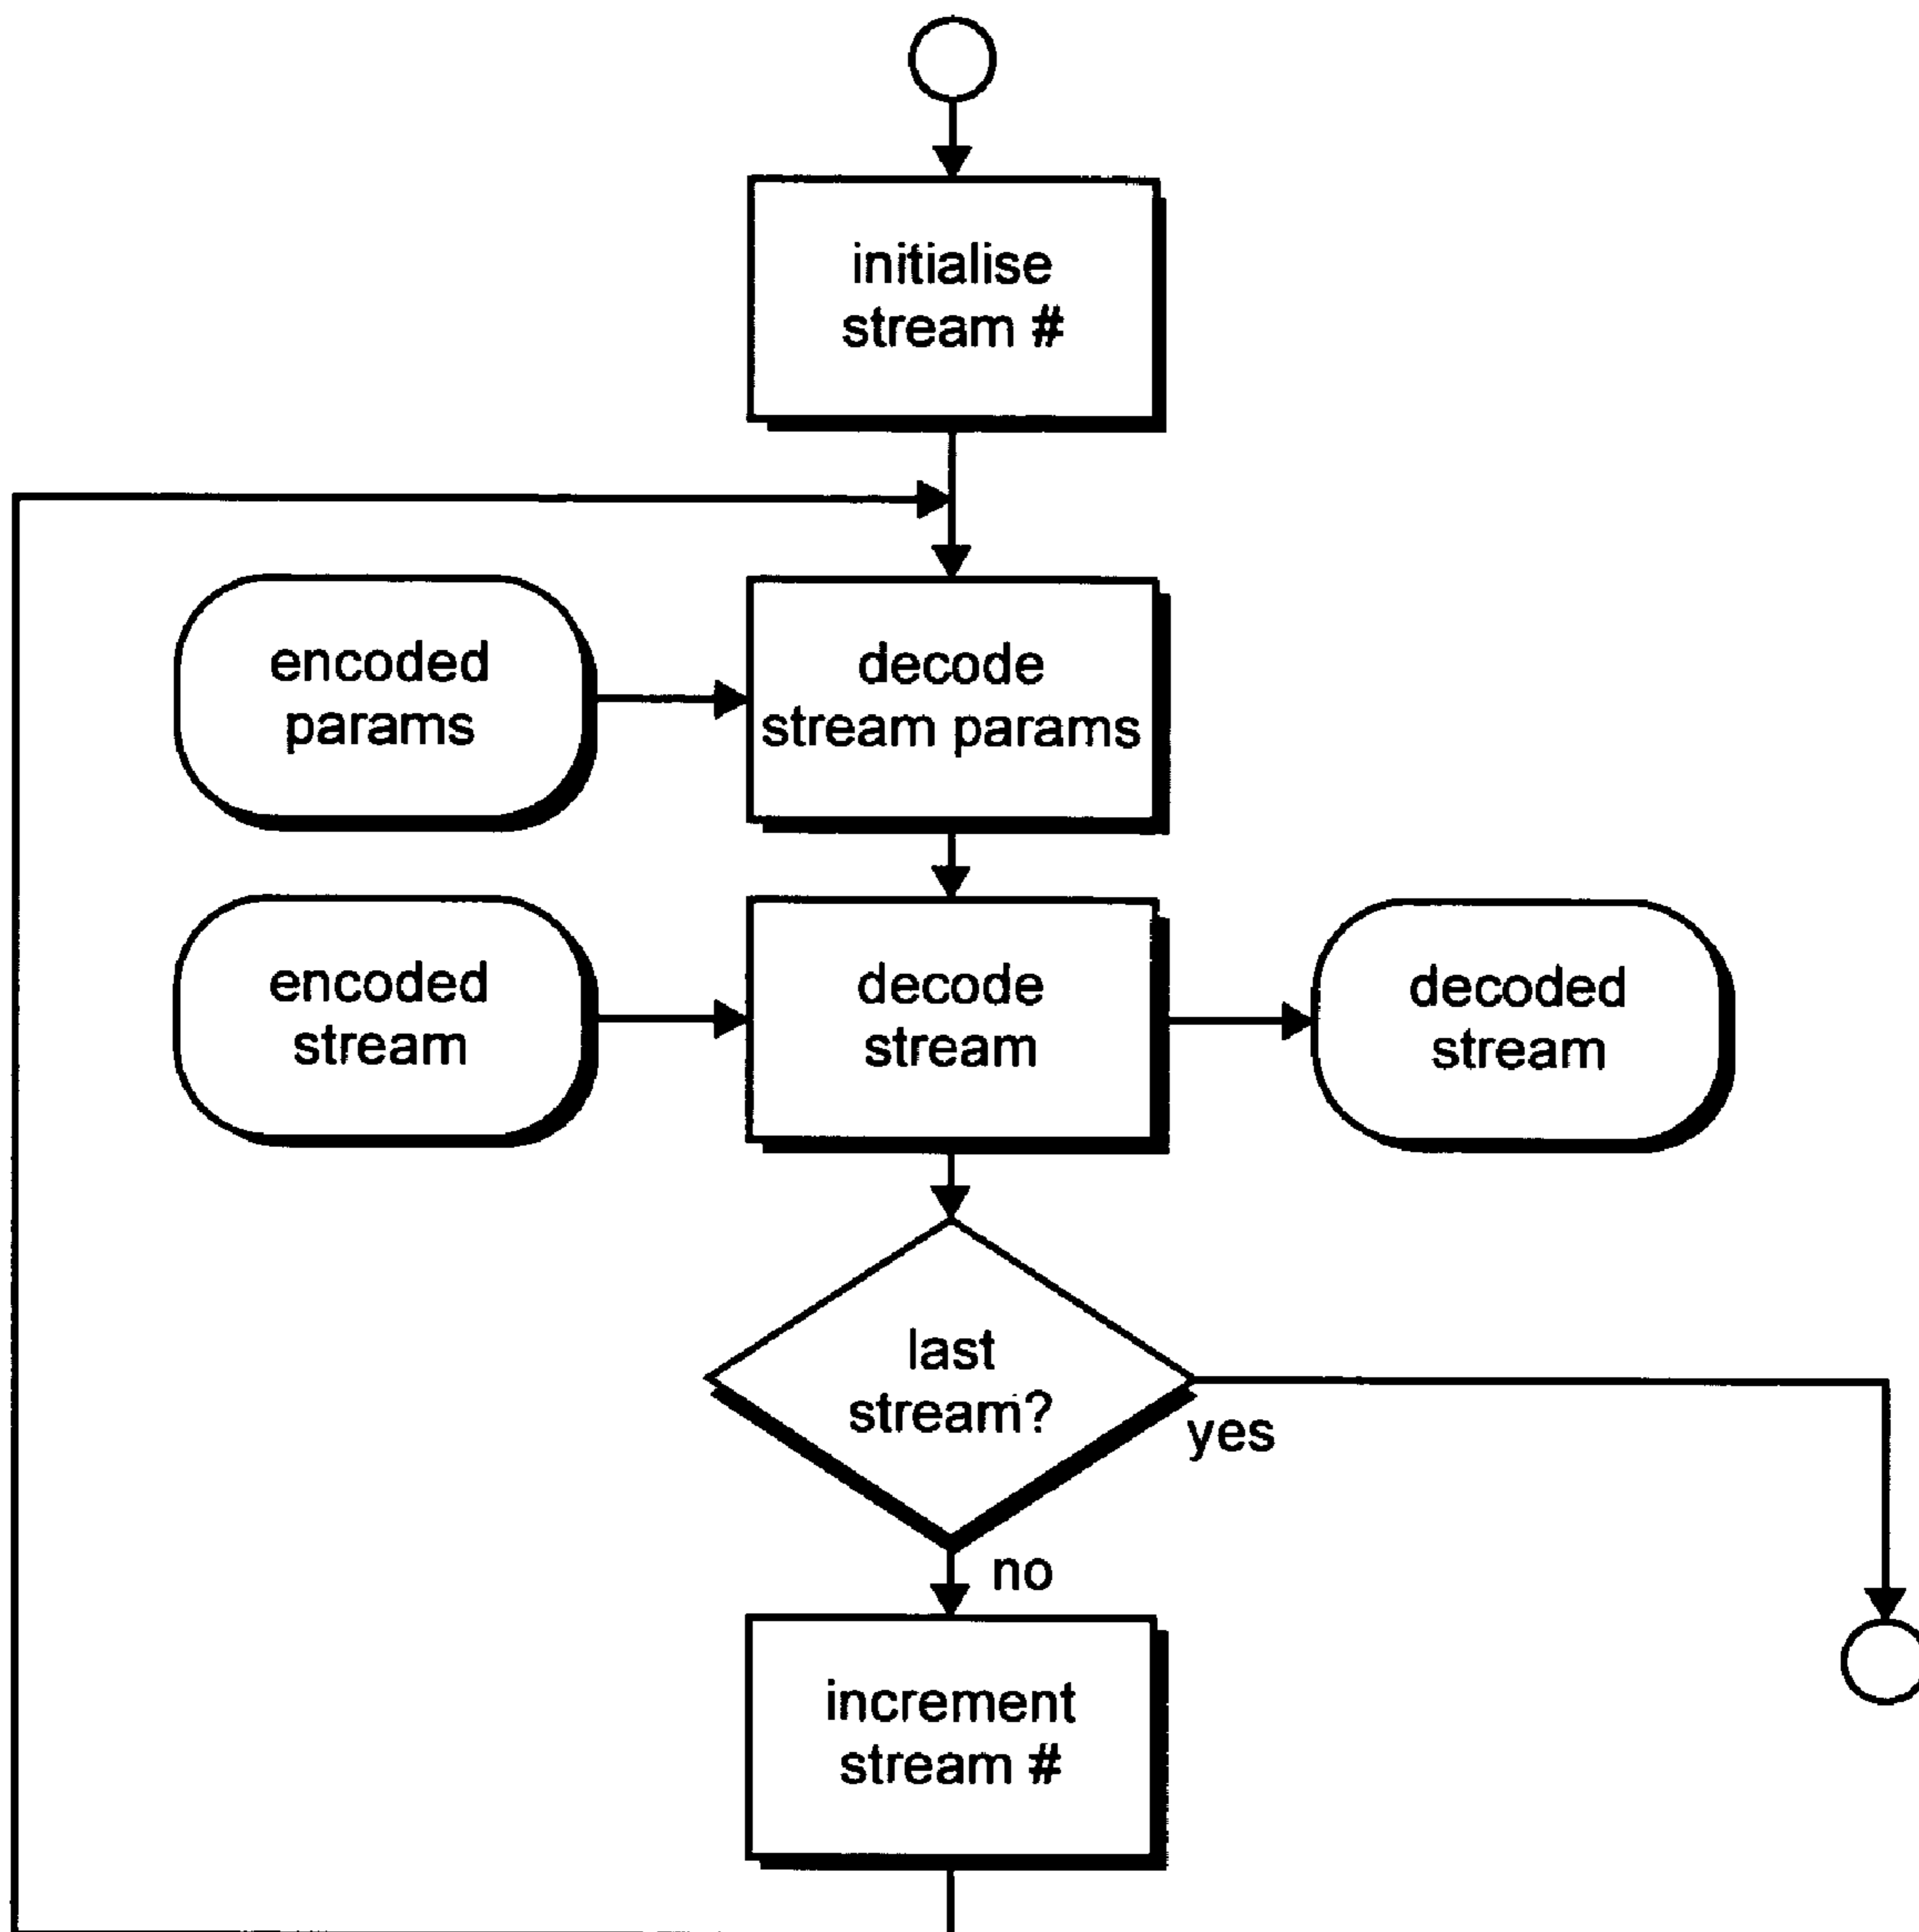 initialise
stream #
encoded
params
decode
stream params
encoded
stream
decode
stream
decoded
stream
last
stream?
yes
no
increment
stream #